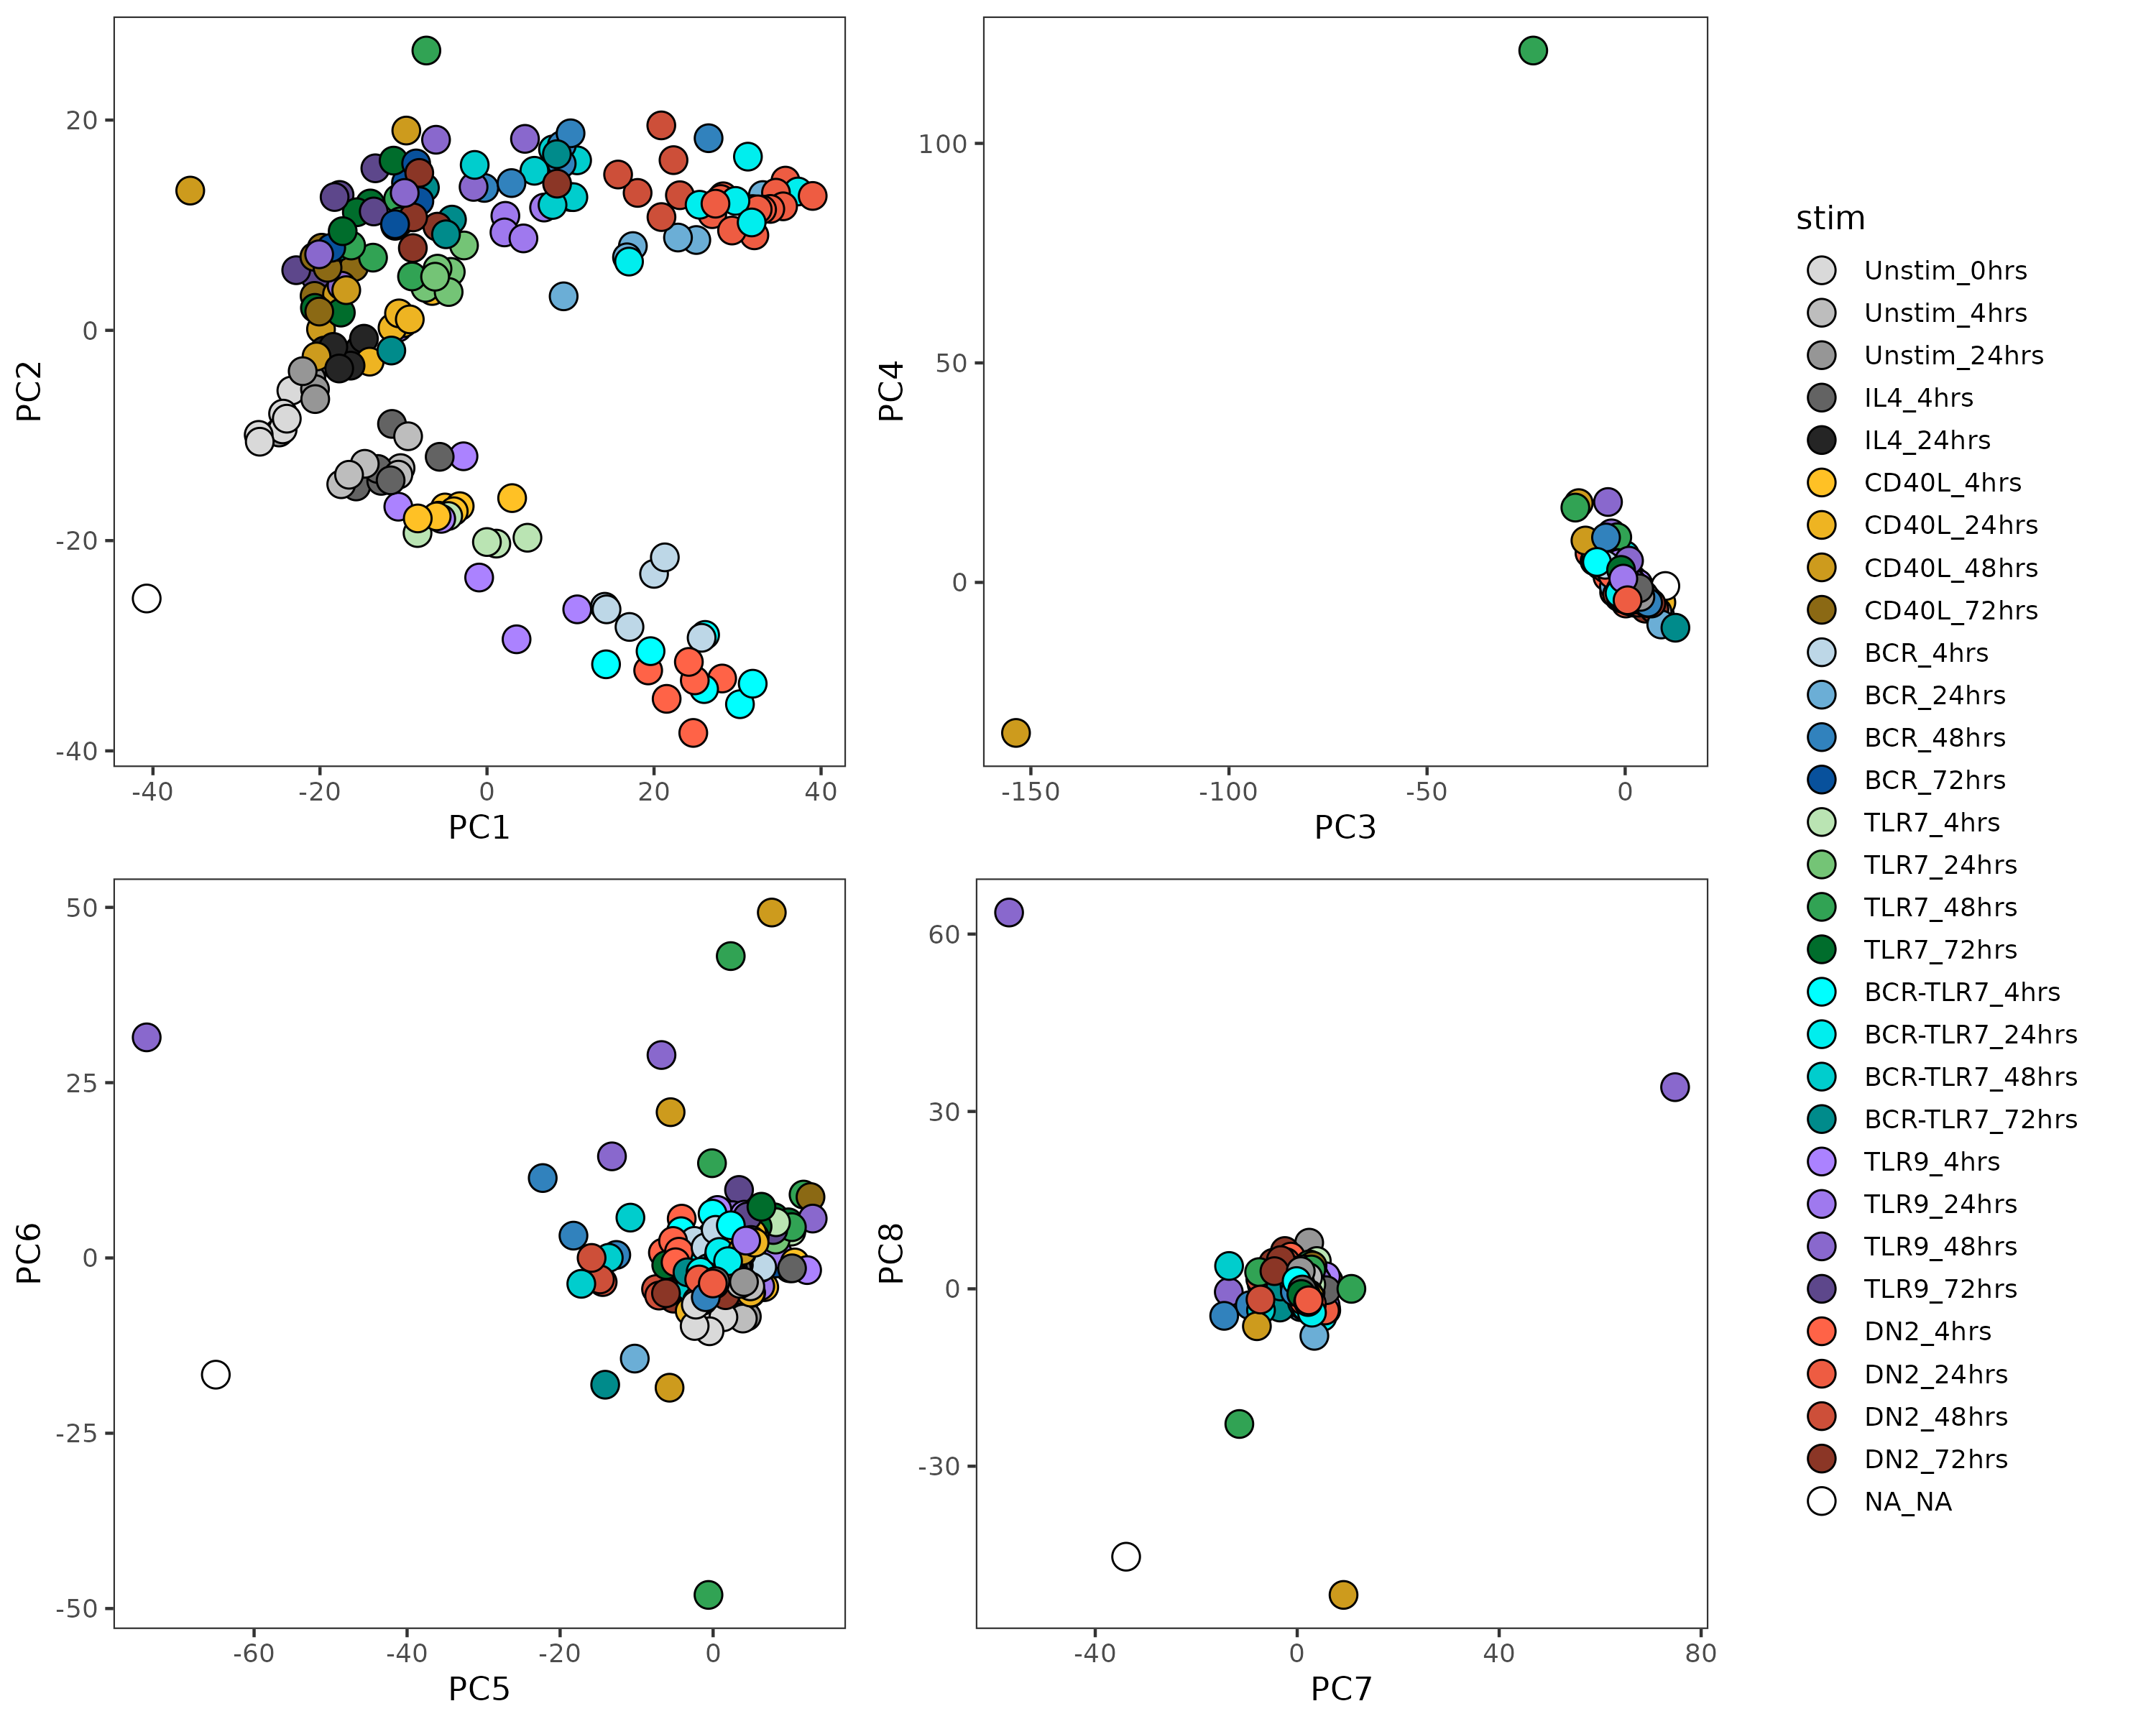 20
0
-20
-40
PC2
-40
-20
0
20
40
PC1
100
50
0
PC4
-150
-100
-50
0
PC3
50
25
0
-25
-50
PC6
-60
-40
-20
0
PC5
60
30
0
-30
PC8
-40
0
40
80
PC7
stim
Unstim_0hrs
Unstim_4hrs
Unstim_24hrs
IL4_4hrs
IL4_24hrs
CD40L_4hrs
CD40L_24hrs
CD40L_48hrs
CD40L_72hrs
BCR_4hrs
BCR_24hrs
BCR_48hrs
BCR_72hrs
TLR7_4hrs
TLR7_24hrs
TLR7_48hrs
TLR7_72hrs
BCR-TLR7_4hrs
BCR-TLR7_24hrs
BCR-TLR7_48hrs
BCR-TLR7_72hrs
TLR9_4hrs
TLR9_24hrs
TLR9_48hrs
TLR9_72hrs
DN2_4hrs
DN2_24hrs
DN2_48hrs
DN2_72hrs
NA_NA